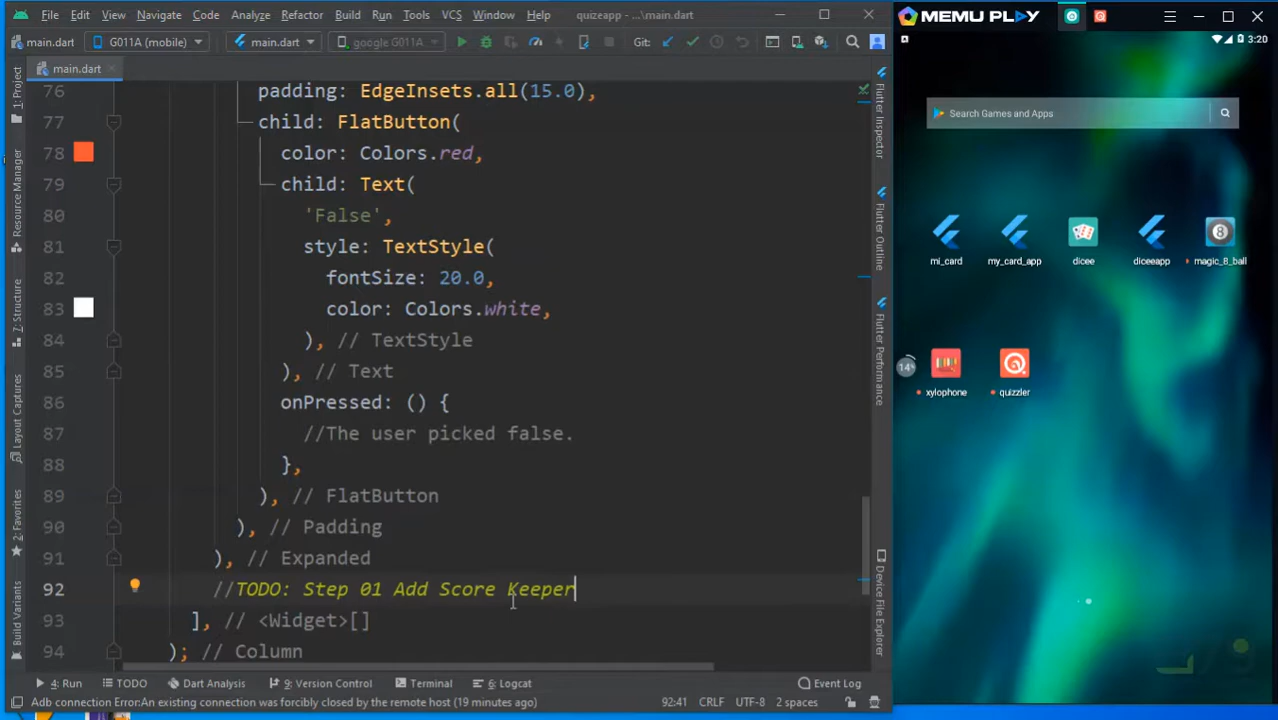 File Edit View Navigate Code Analyze Refactor Build Run Tools VCS Window Help quizeapp - ...\main.dart
main.dart G011A (mobile) main.dart google G011A Git:
main.dart
1: Project
Resource Manager
7: Structure
Layout Captures
2: Favorites
Build Variants
76 padding: EdgeInsets.all(15.0),
77 child: FlatButton(
78 color: Colors.red,
79 child: Text(
80 'False',
81 style: TextStyle(
82 fontSize: 20.0,
83 color: Colors.white,
84 ), // TextStyle
85 ), // Text
86 onPressed: () {
87 //The user picked false.
88 },
89 ), // FlatButton
90 ), // Padding
91 ), // Expanded
92 //TODO: Step 01 Add Score Keeper
93 ], // <Widget>[]
94 ); // Column
Flutter Inspector
Flutter Outline
Flutter Performance
Device File Explorer
4: Run TODO Dart Analysis 9: Version Control Terminal 6: Logcat Event Log
Adb connection Error:An existing connection was forcibly closed by the remote host (19 minutes ago) 92:41 CRLF UTF-8 2 spaces
MEMU PLAY
3:20
Search Games and Apps
mi_card my_card_app dicee diceeapp magic_8_ball
14%
xylophone quizzler